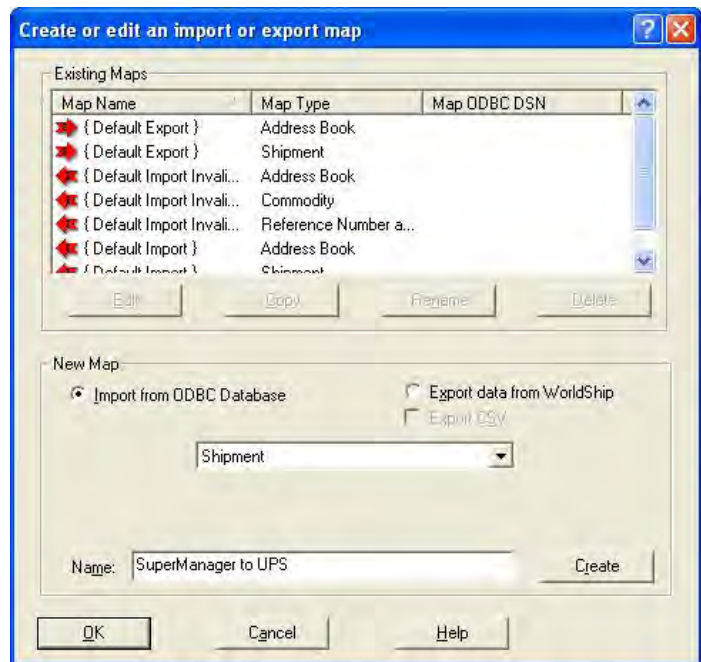 Create or edit an import or export map
Existing Maps
Map Name Map Type Map ODBC DSN
{ Default Export } Address Book
{ Default Export } Shipment
{ Default Import Invali... Address Book
{ Default Import Invali... Commodity
{ Default Import Invali... Reference Number a...
{ Default Import } Address Book
{ Default Import } Shipment
Edit Copy Rename Delete
New Map
Import from ODBC Database Export data from WorldShip
Export CSV
Shipment
Name: SuperManager to UPS Create
OK Cancel Help